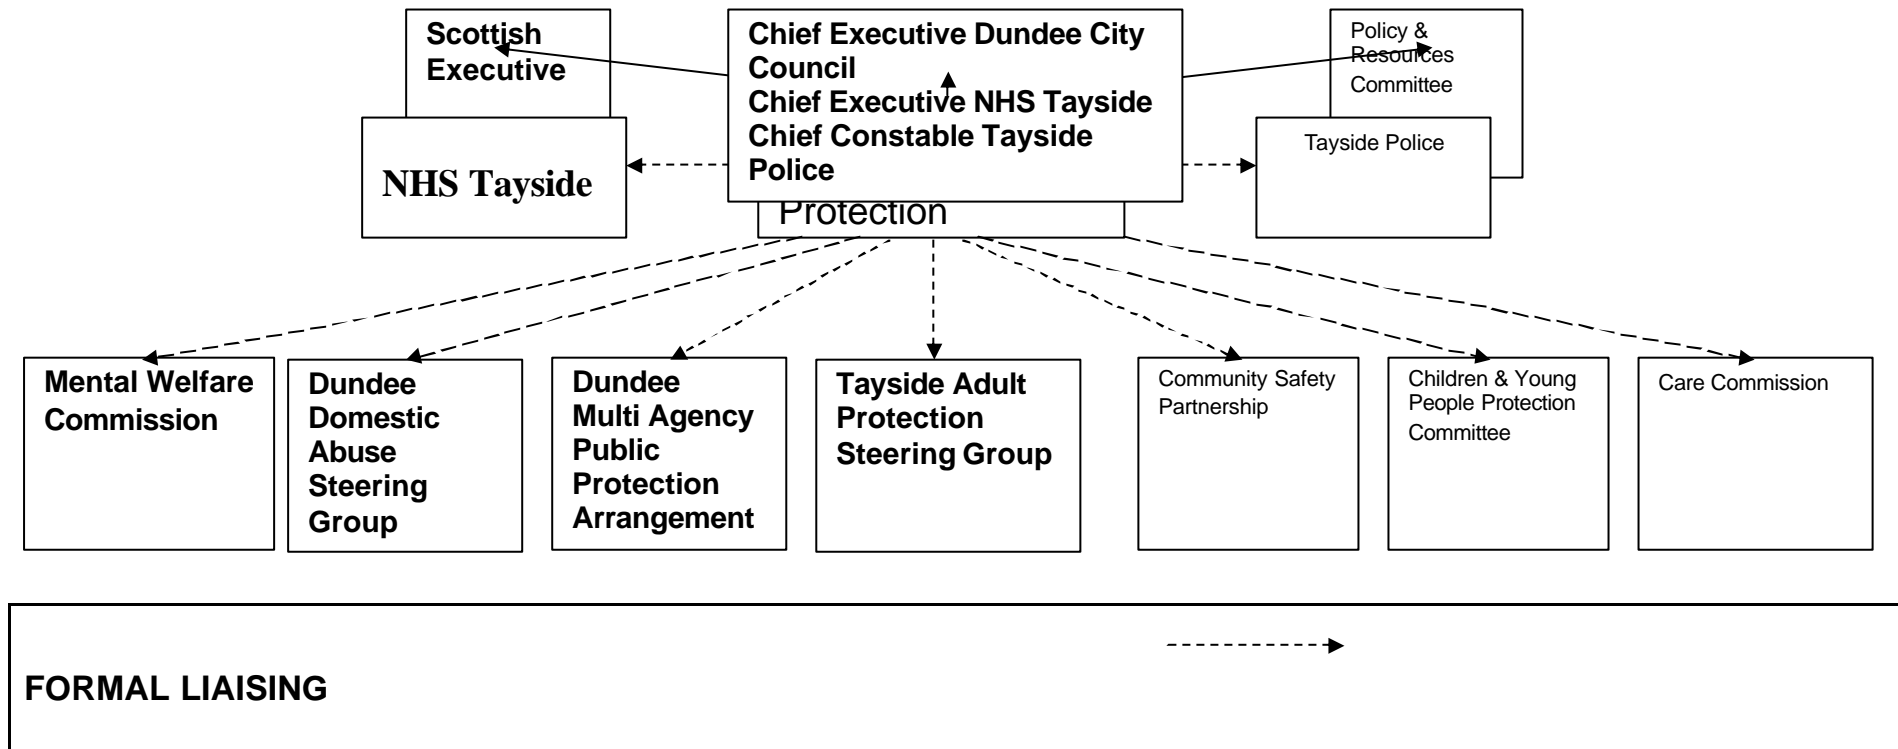 Scottish
Executive
Chief Executive Dundee City
Council
Chief Executive NHS Tayside
Chief Constable Tayside
Police
Policy &
Resources
Committee
NHS Tayside
Tayside Police
Protection
Mental Welfare
Commission
Dundee
Domestic
Abuse
Steering
Group
Dundee
Multi Agency
Public
Protection
Arrangement
Tayside Adult
Protection
Steering Group
Community Safety
Partnership
Children & Young
People Protection
Committee
Care Commission
FORMAL LIAISING